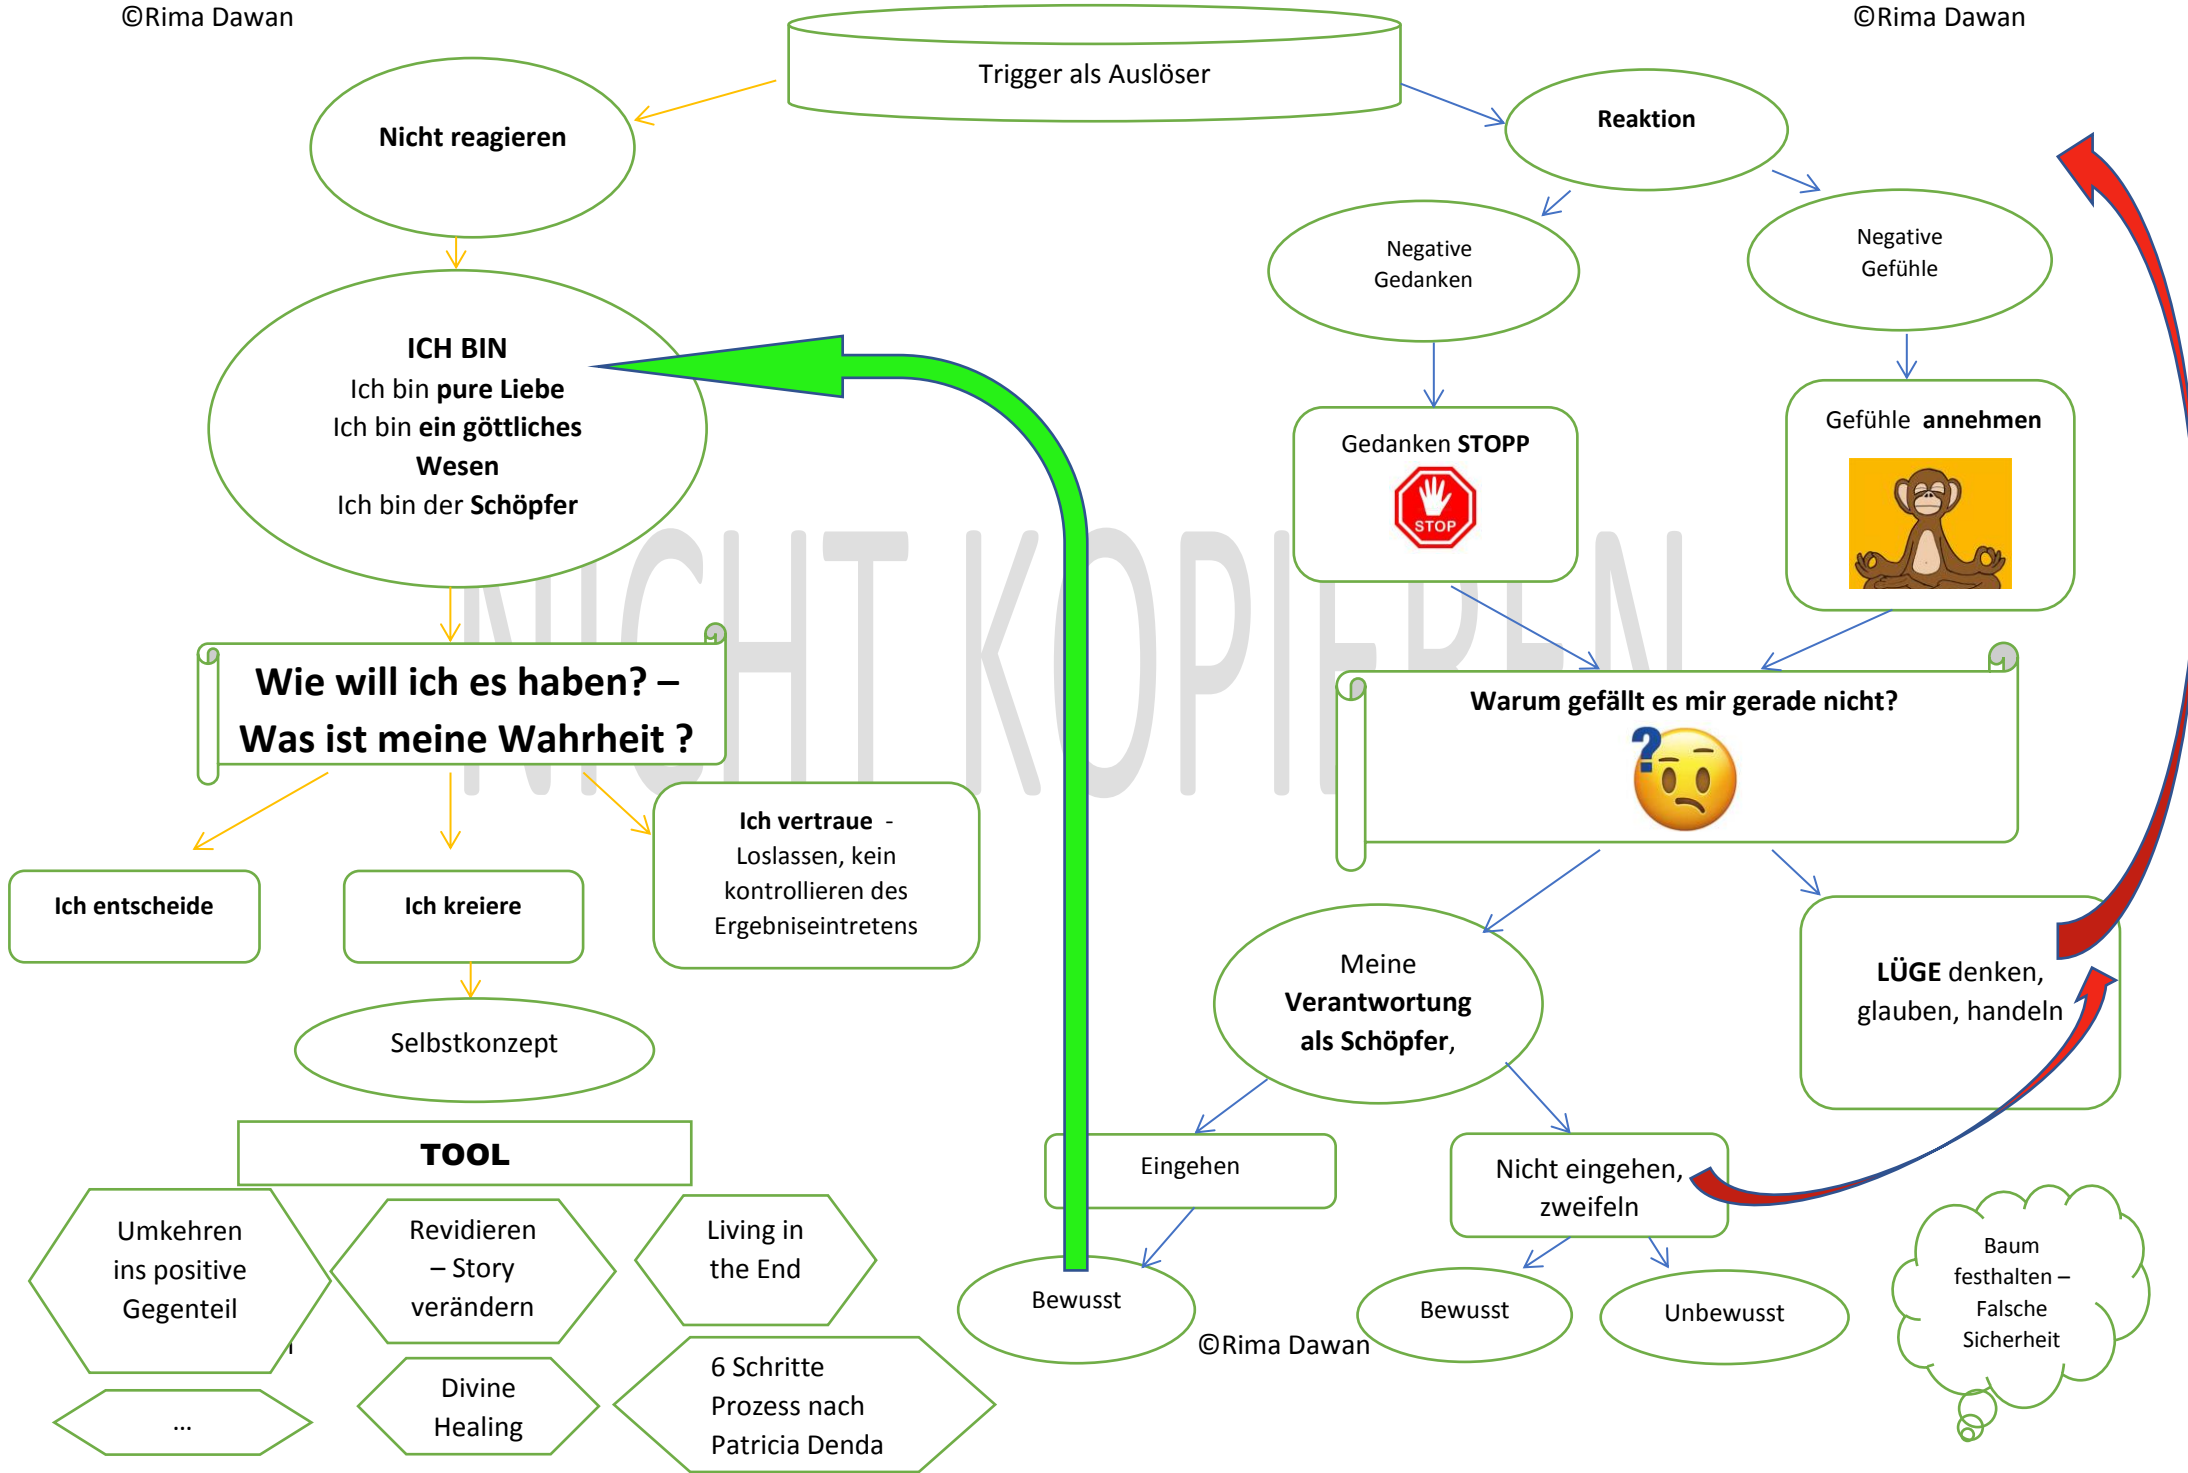 ©Rima Dawan
©Rima Dawan
Trigger als Auslöser
Nicht reagieren
Reaktion
Negative
Gedanken
Negative
Gefühle
ICH BIN
Ich bin pure Liebe
Ich bin ein göttliches
Wesen
Ich bin der Schöpfer
Gedanken STOPP
STOP
Gefühle annehmen
NICHT KOPIEREN
Wie will ich es haben? –
Was ist meine Wahrheit ?
Warum gefällt es mir gerade nicht?
?
Ich entscheide
Ich kreiere
Ich vertraue -
Loslassen, kein
kontrollieren des
Ergebniseintretens
Selbstkonzept
Meine
Verantwortung
als Schöpfer,
LÜGE denken,
glauben, handeln
TOOL
Eingehen
Nicht eingehen,
zweifeln
Umkehren
ins positive
Gegenteil
Revidieren
– Story
verändern
Living in
the End
Bewusst
Bewusst
Unbewusst
Baum
festhalten –
Falsche
Sicherheit
©Rima Dawan
...
Divine
Healing
6 Schritte
Prozess nach
Patricia Denda